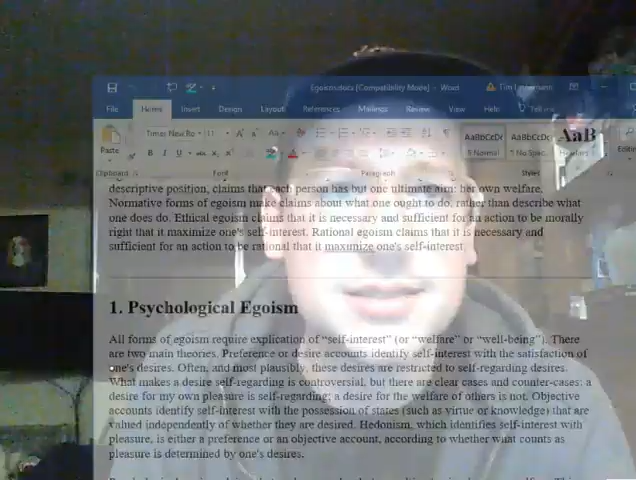 Egoism.docx [Compatibility Mode] - Word
File Home Insert Design Layout References Mailings Review View Help Tell me
Times New Ro 11
Paste
AaBbCcDc AaBbCcDc AaB
Normal No Spac...
Clipboard Font Paragraph Styles
descriptive position, claims that each person has but one ultimate aim: her own welfare.
Normative forms of egoism make claims about what one ought to do, rather than describe what
one does do. Ethical egoism claims that it is necessary and sufficient for an action to be morally
right that it maximize one's self-interest. Rational egoism claims that it is necessary and
sufficient for an action to be rational that it maximize one's self-interest.
1. Psychological Egoism
All forms of egoism require explication of “self-interest” (or “welfare” or “well-being”). There
are two main theories. Preference or desire accounts identify self-interest with the satisfaction of
one's desires. Often, and most plausibly, these desires are restricted to self-regarding desires.
What makes a desire self-regarding is controversial, but there are clear cases and counter-cases: a
desire for my own pleasure is self-regarding; a desire for the welfare of others is not. Objective
accounts identify self-interest with the possession of states (such as virtue or knowledge) that are
valued independently of whether they are desired. Hedonism, which identifies self-interest with
pleasure, is either a preference or an objective account, according to whether what counts as
pleasure is determined by one's desires.